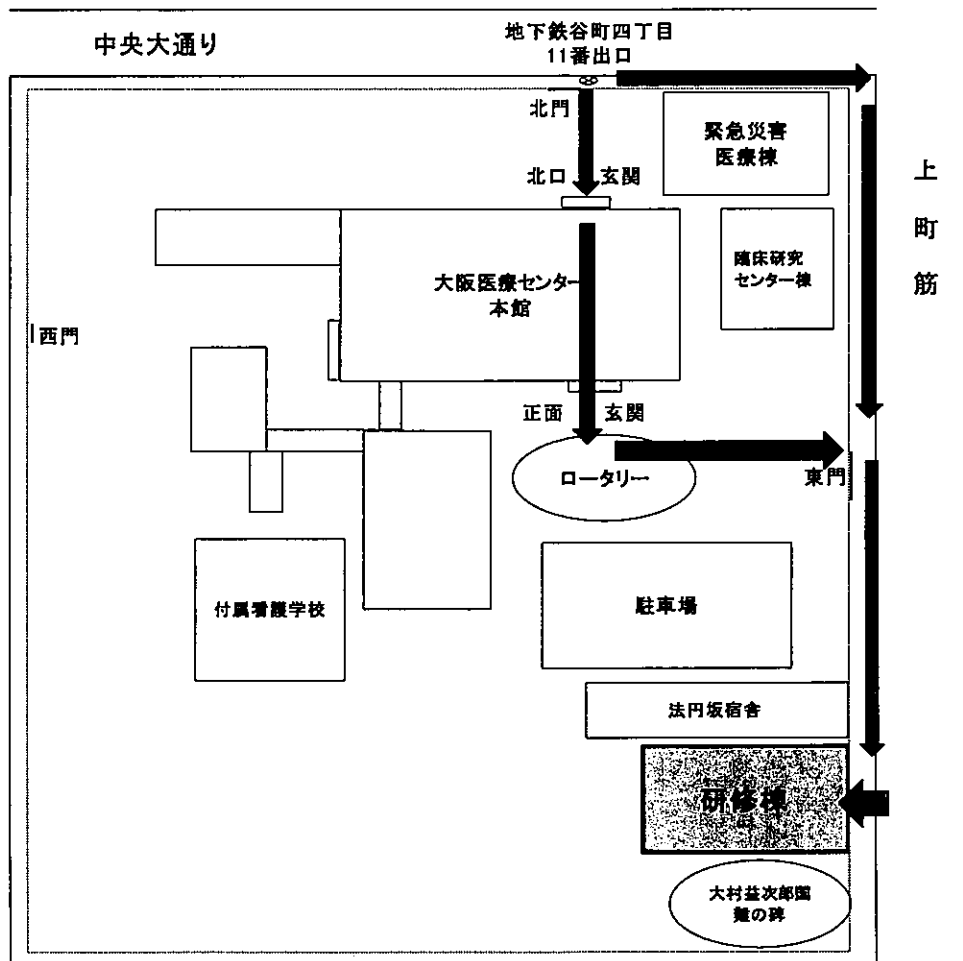 中央大通り
地下鉄谷町四丁目
11番出口
北門
緊急災害
医療棟
上町筋
北口 玄関
臨床研究
センター棟
大阪医療センター
本館
西門
正面 玄関
ロータリー
東門
付属看護学校
駐車場
法円坂宿舎
研修棟
大村益次郎国
難の碑